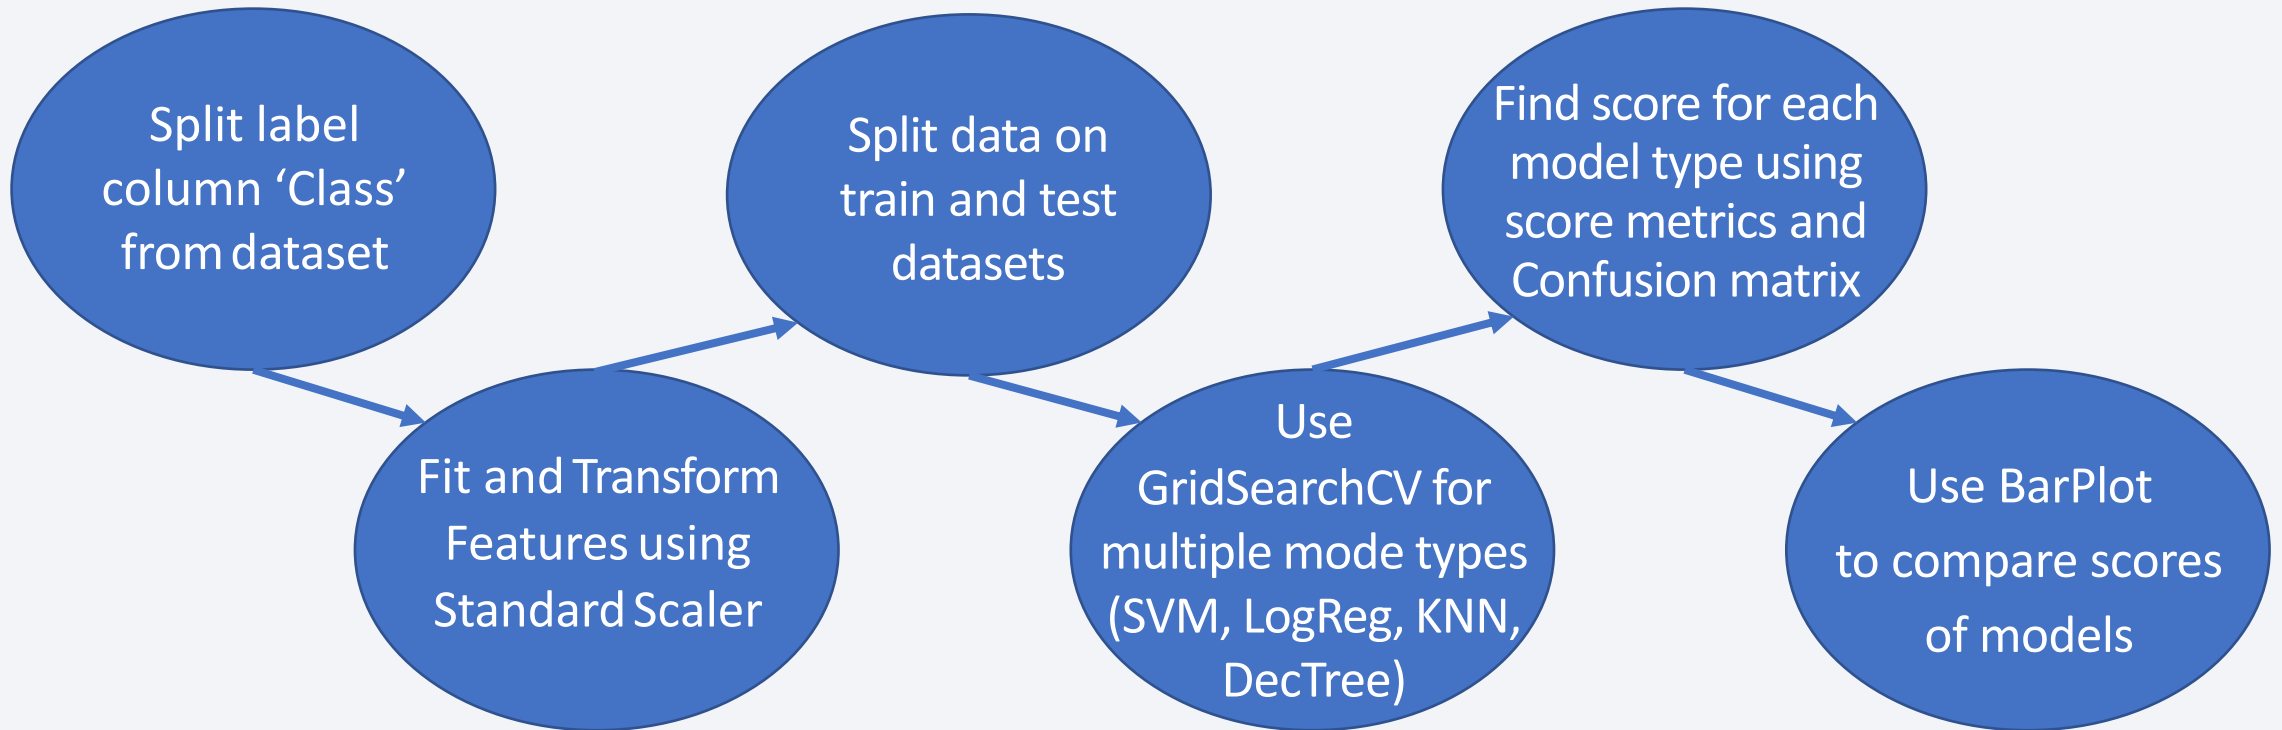 Split label
column ‘Class’
from dataset
Fit and Transform
Features using
Standard Scaler
Split data on
train and test
datasets
Use
GridSearchCV for
multiple mode types
(SVM, LogReg, KNN,
DecTree)
Find score for each
model type using
score metrics and
Confusion matrix
Use BarPlot
to compare scores
of models